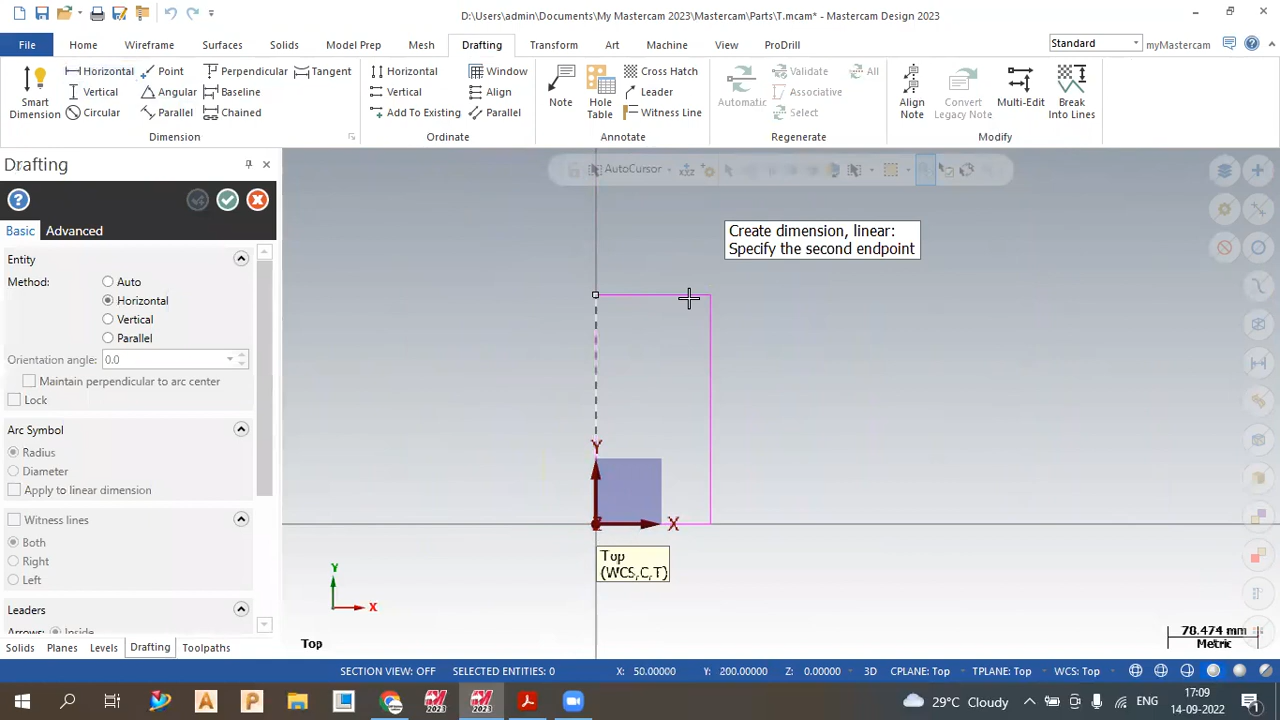 D:\Users\admin\Documents\My Mastercam 2023\Mastercam\Parts\T.mcam* - Mastercam Design 2023
File Home Wireframe Surfaces Solids Model Prep Mesh Drafting Transform Art Machine View ProDrill Standard myMastercam
Smart Dimension
Horizontal Point Perpendicular Tangent
Vertical Angular Baseline
Circular Parallel Chained
Dimension
Horizontal Window
Vertical Align
Add To Existing Parallel
Ordinate
Note
Hole Table
Cross Hatch
Leader
Witness Line
Annotate
Automatic
Validate All
Associative
Select
Regenerate
Align Note
Convert Legacy Note
Multi-Edit
Break Into Lines
Modify
Drafting
Basic Advanced
Entity
Method: Auto
Horizontal
Vertical
Parallel
Orientation angle: 0.0
Maintain perpendicular to arc center
Lock
Arc Symbol
Radius
Diameter
Apply to linear dimension
Witness lines
Both
Right
Left
Leaders
Arrows: Inside
Solids Planes Levels Drafting Toolpaths
AutoCursor
XYZ
Create dimension, linear:
Specify the second endpoint
Y
X
Top
(WCS,C,T)
Y
X
Top
78.474 mm
Metric
SECTION VIEW: OFF SELECTED ENTITIES: 0 X: 50.00000 Y: 200.00000 Z: 0.00000 3D CPLANE: Top TPLANE: Top WCS: Top
2023 2023
29°C Cloudy ENG 17:09
14-09-2022